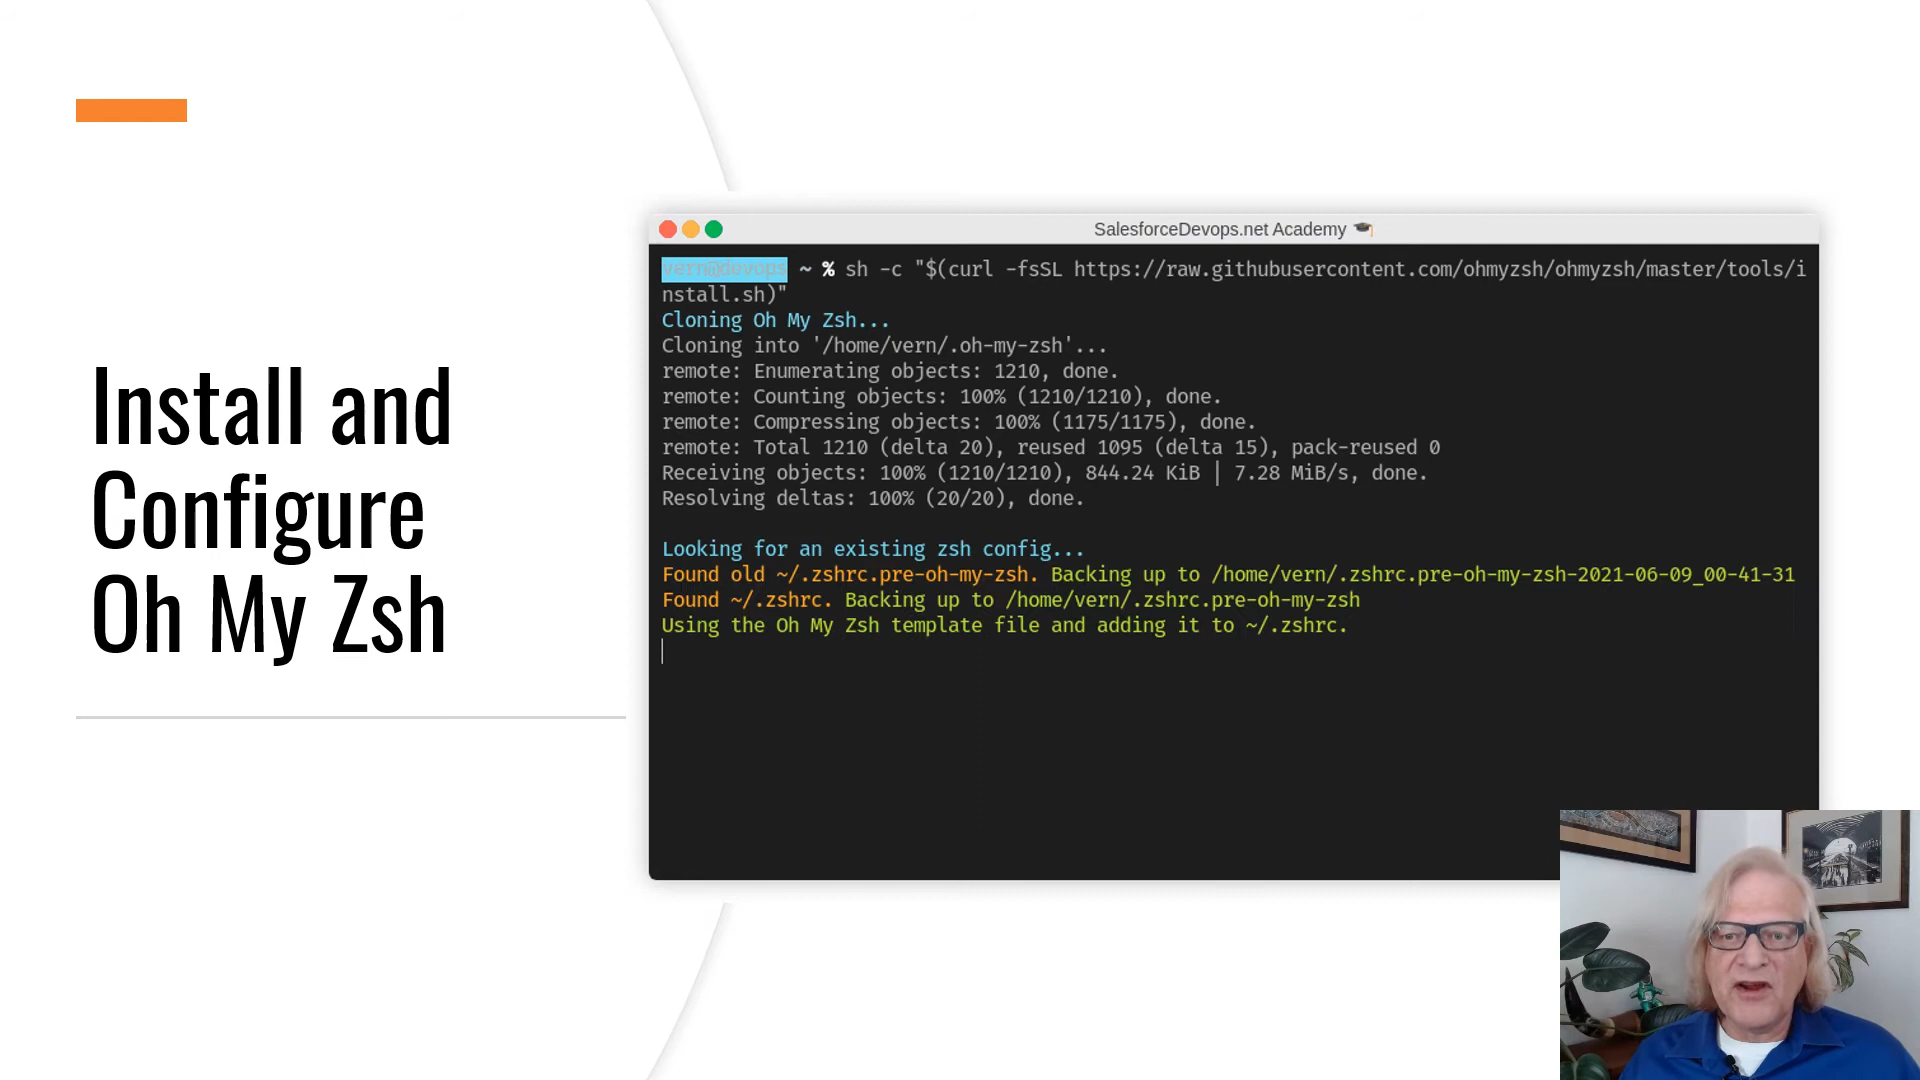 Install and
Configure
Oh My Zsh
SalesforceDevops.net Academy
vern@devops ~ % sh -c "$(curl -fsSL https://raw.githubusercontent.com/ohmyzsh/ohmyzsh/master/tools/i
nstall.sh)"
Cloning Oh My Zsh...
Cloning into '/home/vern/.oh-my-zsh'...
remote: Enumerating objects: 1210, done.
remote: Counting objects: 100% (1210/1210), done.
remote: Compressing objects: 100% (1175/1175), done.
remote: Total 1210 (delta 20), reused 1095 (delta 15), pack-reused 0
Receiving objects: 100% (1210/1210), 844.24 KiB | 7.28 MiB/s, done.
Resolving deltas: 100% (20/20), done.
Looking for an existing zsh config...
Found old ~/.zshrc.pre-oh-my-zsh. Backing up to /home/vern/.zshrc.pre-oh-my-zsh-2021-06-09_00-41-31
Found ~/.zshrc. Backing up to /home/vern/.zshrc.pre-oh-my-zsh
Using the Oh My Zsh template file and adding it to ~/.zshrc.